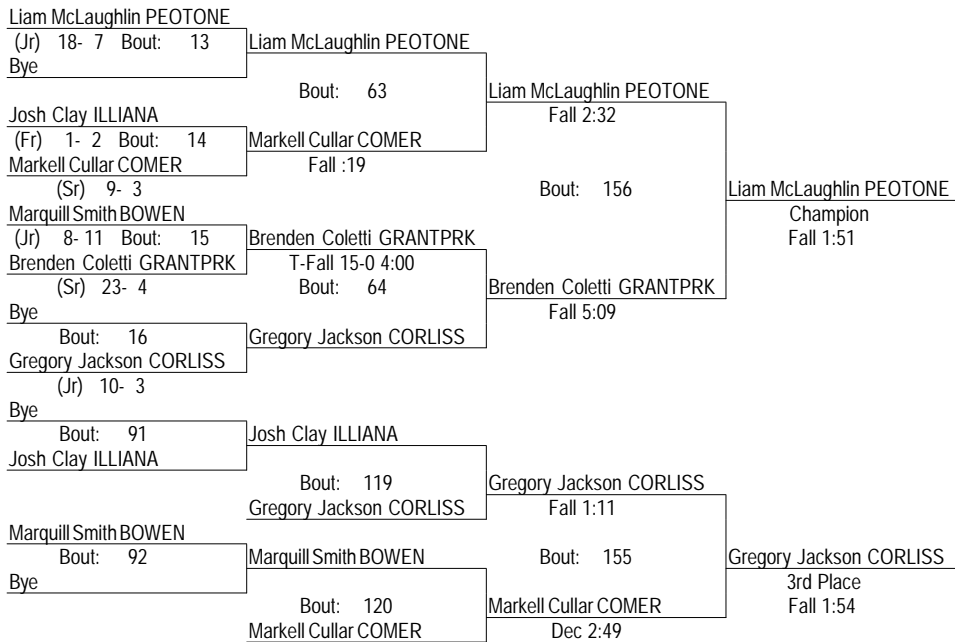 Liam McLaughlin PEOTONE
(Jr) 18- 7 Bout: 13 Liam McLaughlin PEOTONE
Bye
Bout: 63 Liam McLaughlin PEOTONE
Josh Clay ILLIANA Fall 2:32
(Fr) 1- 2 Bout: 14 Markell Cullar COMER
Markell Cullar COMER Fall :19
(Sr) 9- 3 Bout: 156 Liam McLaughlin PEOTONE
Marquill Smith BOWEN Champion
(Jr) 8- 11 Bout: 15 Brenden Coletti GRANTPRK Fall 1:51
Brenden Coletti GRANTPRK T-Fall 15-0 4:00
(Sr) 23- 4 Bout: 64 Brenden Coletti GRANTPRK
Bye Fall 5:09
Bout: 16 Gregory Jackson CORLISS
Gregory Jackson CORLISS
(Jr) 10- 3
Bye
Bout: 91 Josh Clay ILLIANA
Josh Clay ILLIANA
Bout: 119 Gregory Jackson CORLISS
Gregory Jackson CORLISS Fall 1:11
Marquill Smith BOWEN
Bout: 92 Marquill Smith BOWEN Bout: 155 Gregory Jackson CORLISS
Bye 3rd Place
Bout: 120 Markell Cullar COMER Fall 1:54
Markell Cullar COMER Dec 2:49